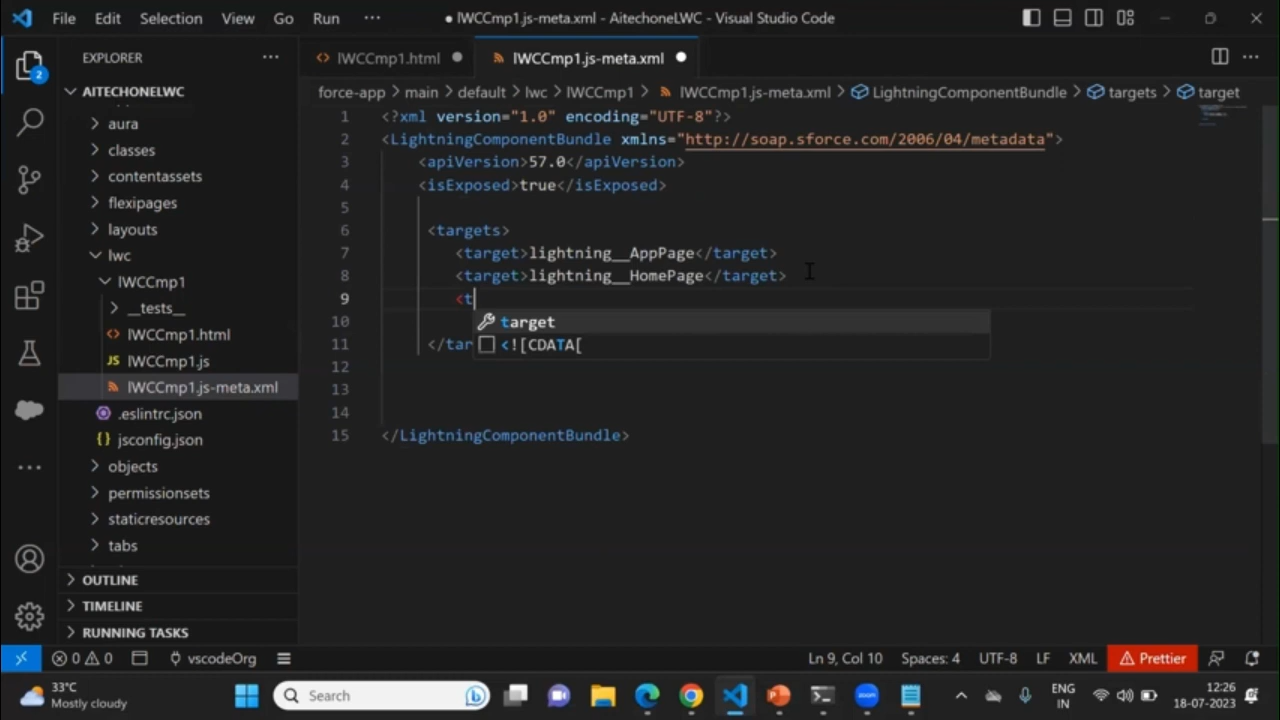 File Edit Selection View Go Run ··· ● lWCCmp1.js-meta.xml - AitechoneLWC - Visual Studio Code
EXPLORER ···
lWCCmp1.html ●
lWCCmp1.js-meta.xml ●
AITECHONELWC
force-app > main > default > lwc > lWCCmp1 > lWCCmp1.js-meta.xml > LightningComponentBundle > targets > target
aura
classes
contentassets
flexipages
layouts
lwc
lWCCmp1
__tests__
lWCCmp1.html
JS lWCCmp1.js
lWCCmp1.js-meta.xml
.eslintrc.json
{} jsconfig.json
objects
permissionsets
staticresources
tabs
OUTLINE
TIMELINE
RUNNING TASKS
2
1 <?xml version="1.0" encoding="UTF-8"?>
2 <LightningComponentBundle xmlns="http://soap.sforce.com/2006/04/metadata">
3 <apiVersion>57.0</apiVersion>
4 <isExposed>true</isExposed>
5
6 <targets>
7 <target>lightning__AppPage</target>
8 <target>lightning__HomePage</target>
9 <t
target
10
<![CDATA[
11 </tar
12
13
14
15 </LightningComponentBundle>
0 0 vscodeOrg Ln 9, Col 10 Spaces: 4 UTF-8 LF XML Prettier
33°C
Mostly cloudy
Search
zoom
ENG
IN
12:26
18-07-2023